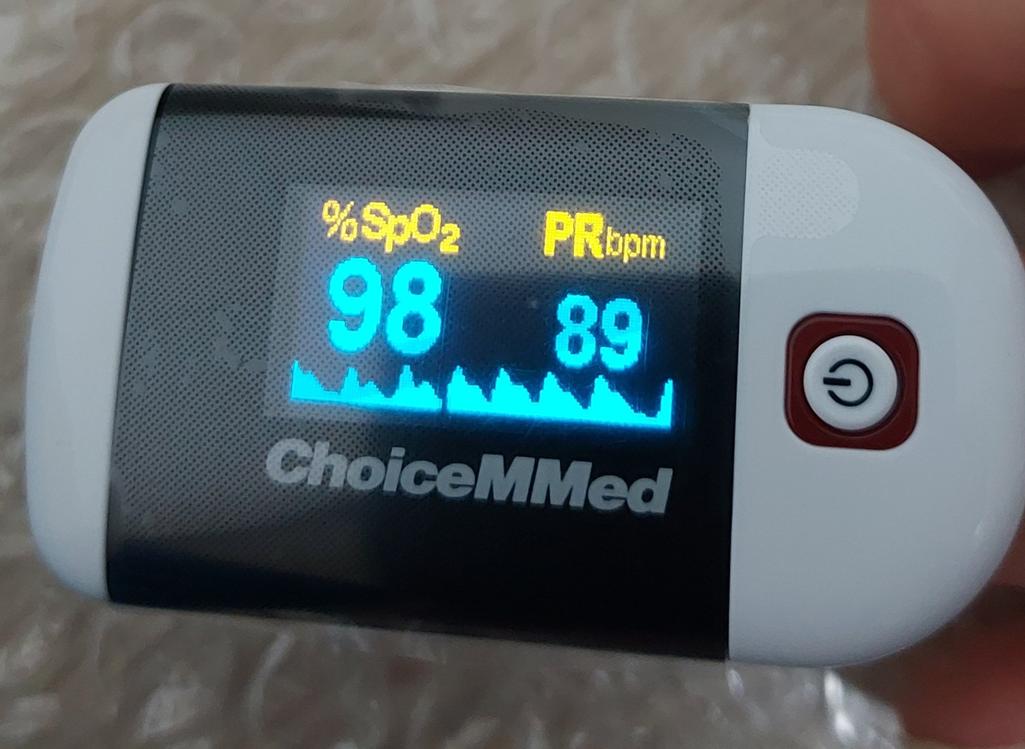 %SpO₂ PRbpm
98 89
ChoiceMMed